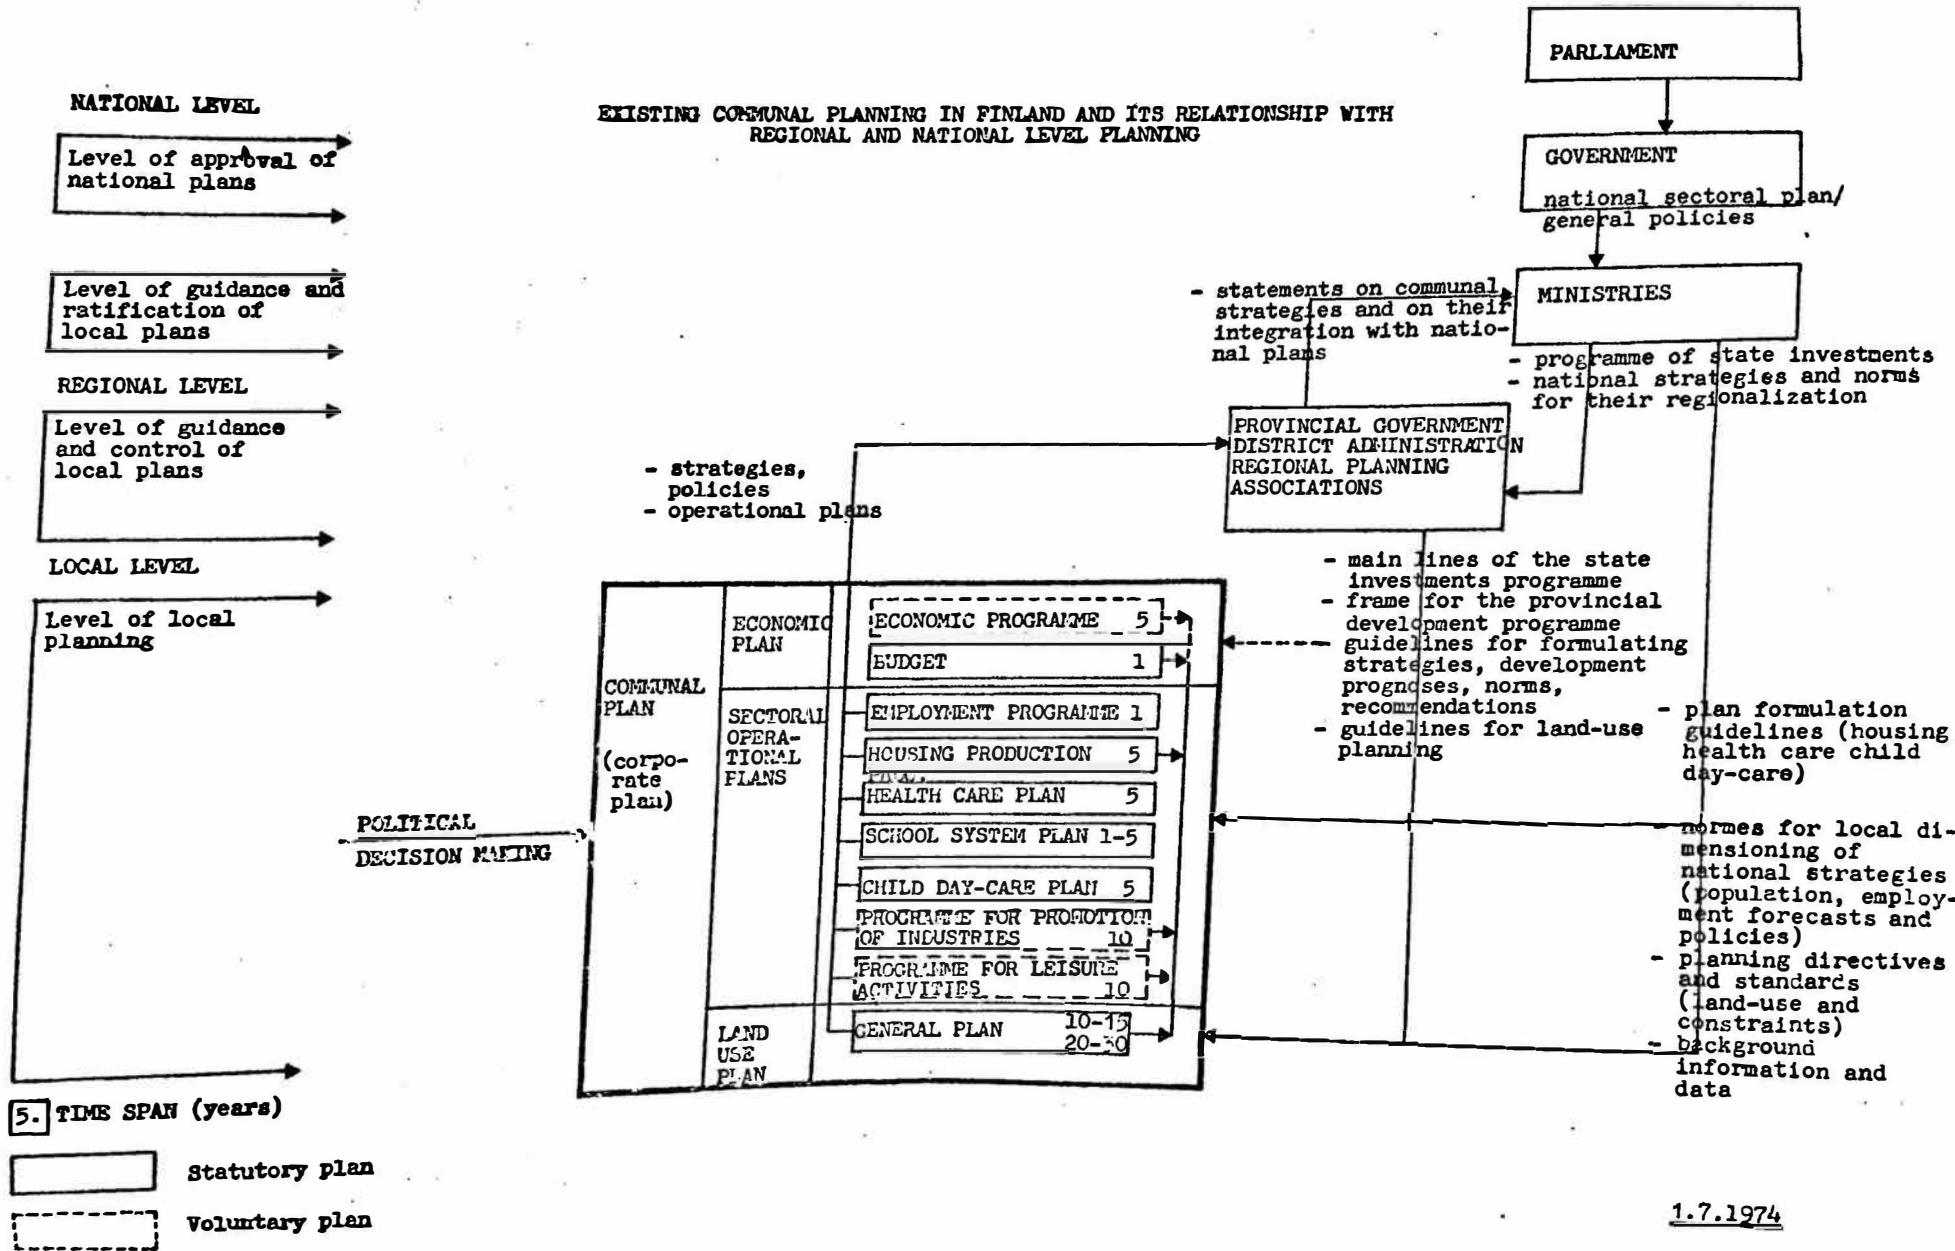 EXISTING COMMUNAL PLANNING IN FINLAND AND ITS RELATIONSHIP WITH
REGIONAL AND NATIONAL LEVEL PLANNING
NATIONAL LEVEL
Level of approval of
national plans
Level of guidance and
ratification of
local plans
REGIONAL LEVEL
Level of guidance
and control of
local plans
LOCAL LEVEL
Level of local
planning
5. TIME SPAN (years)
Statutory plan
Voluntary plan
POLITICAL
DECISION MAKING
- strategies,
policies
- operational plans
COMMUNAL
PLAN
(corpo-
rate
plan)
ECONOMIC
PLAN
SECTORAL
OPERA-
TIONAL
PLANS
LAND
USE
PLAN
ECONOMIC PROGRAMME 5
BUDGET 1
EMPLOYMENT PROGRAMME 1
HOUSING PRODUCTION 5
HEALTH CARE PLAN 5
SCHOOL SYSTEM PLAN 1-5
CHILD DAY-CARE PLAN 5
PROGRAMME FOR PROMOTION
OF INDUSTRIES 10
PROGRAMME FOR LEISURE
ACTIVITIES 10
GENERAL PLAN 10-15
20-30
PARLIAMENT
GOVERNMENT
national sectoral plan/
general policies
MINISTRIES
- statements on communal
strategies and on their
integration with natio-
nal plans
- programme of state investments
- national strategies and norms
for their regionalization
PROVINCIAL GOVERNMENT
DISTRICT ADMINISTRATION
REGIONAL PLANNING
ASSOCIATIONS
- main lines of the state
investments programme
- frame for the provincial
development programme
guidelines for formulating
strategies, development
prognoses, norms,
recommendations
- guidelines for land-use
planning
- plan formulation
guidelines (housing
health care child
day-care)
- normes for local di-
mensioning of
national strategies
(population, employ-
ment forecasts and
policies)
- planning directives
and standards
(land-use and
constraints)
- background
information and
data
1.7.1974